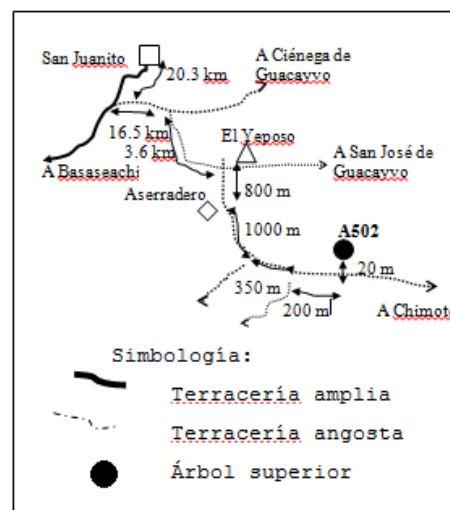 San Juanito
20.3 km
A Ciénega de
Guacayvo
16.5 km
3.6 km
El Yeposo
A Basaseachi
A San José de
Guacayvo
Aserradero
800 m
1000 m
A502
20 m
350 m
200 m
A Chimoto
Simbología:
Terracería amplia
Terracería angosta
Árbol superior